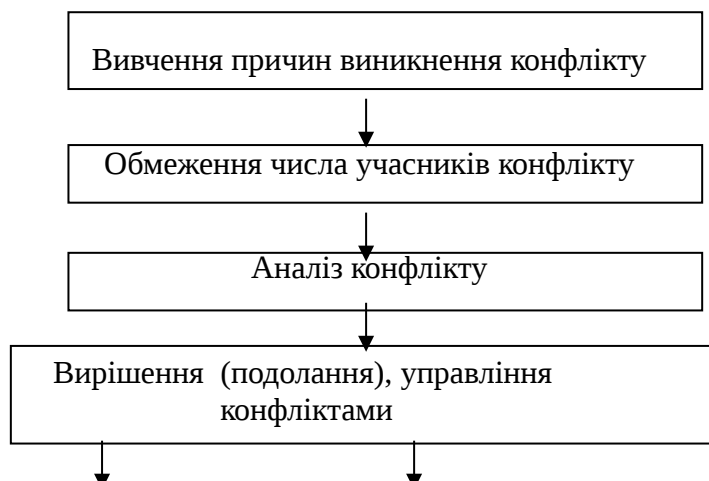 Вивчення причин виникнення конфлікту
Обмеження числа учасників конфлікту
Аналіз конфлікту
Вирішення (подолання), управління
конфліктами